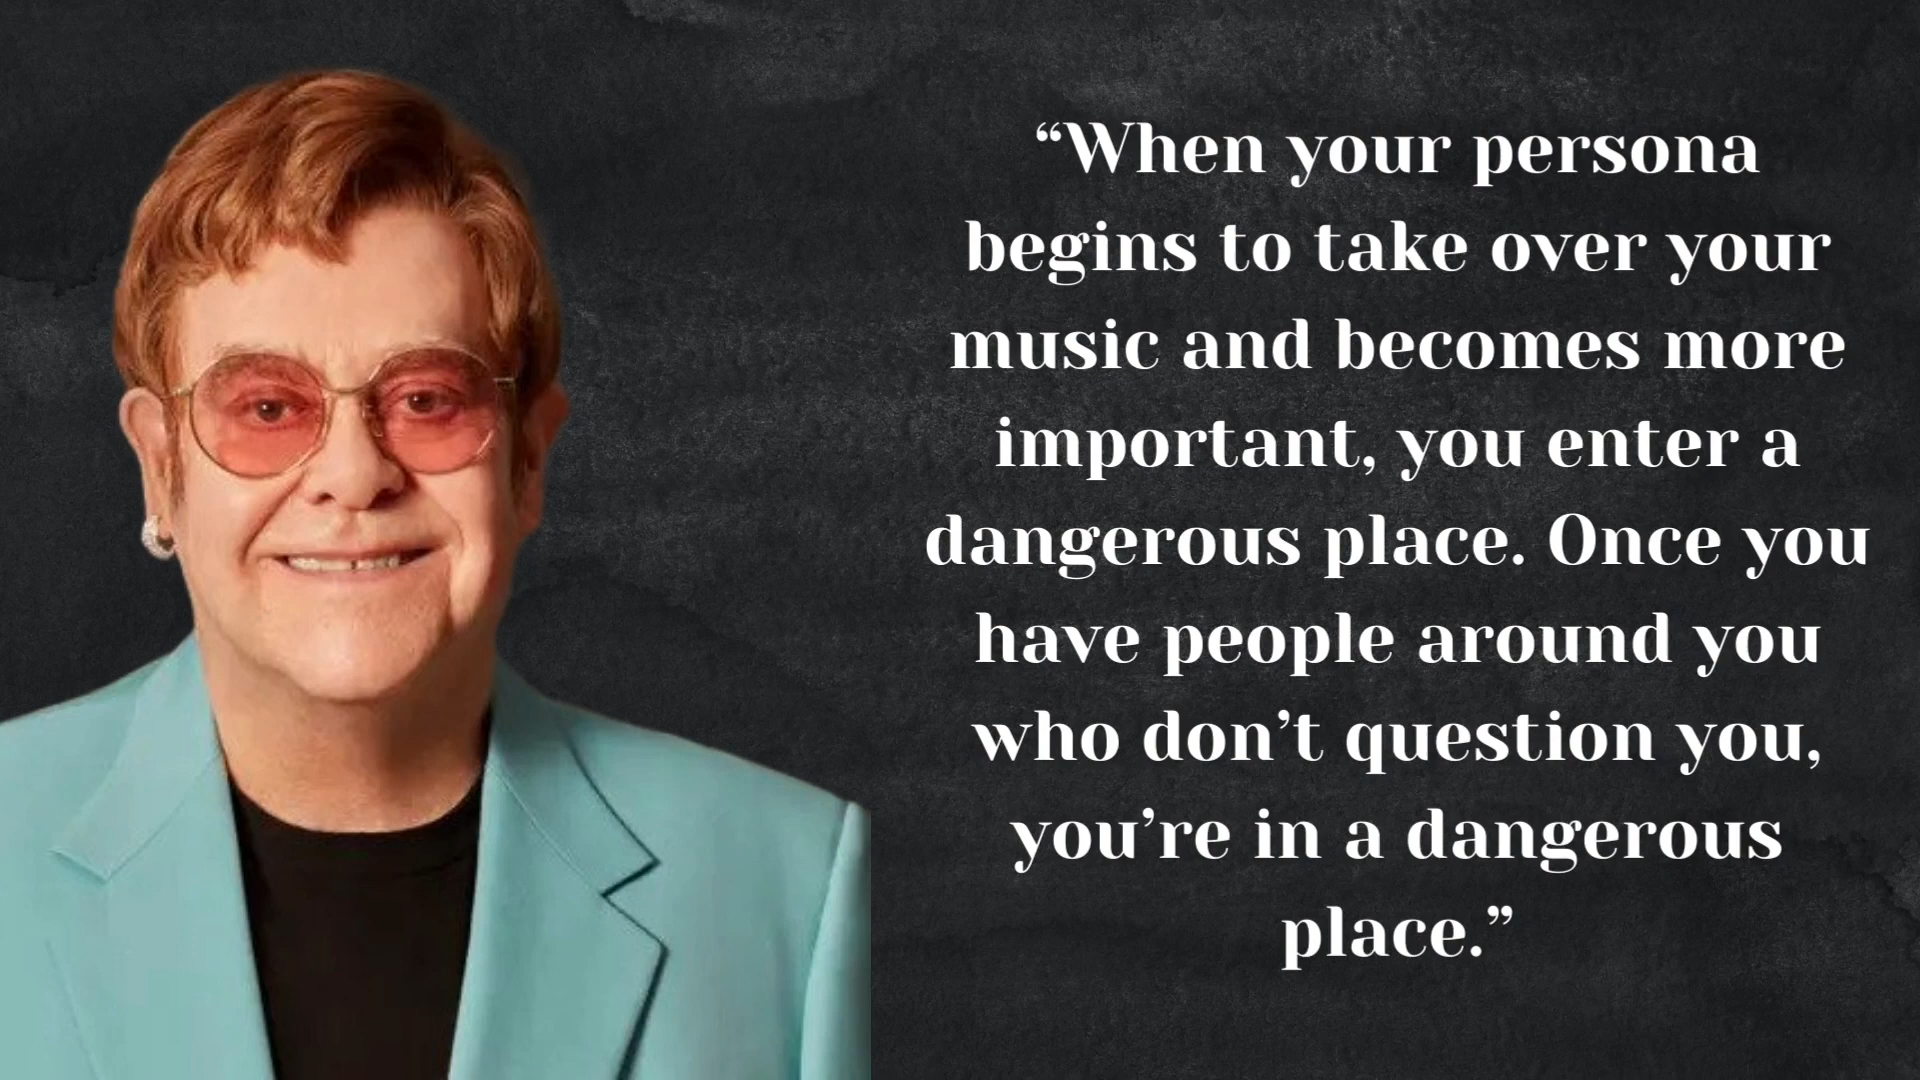 “When your persona
begins to take over your
music and becomes more
important, you enter a
dangerous place. Once you
have people around you
who don’t question you,
you’re in a dangerous
place.”